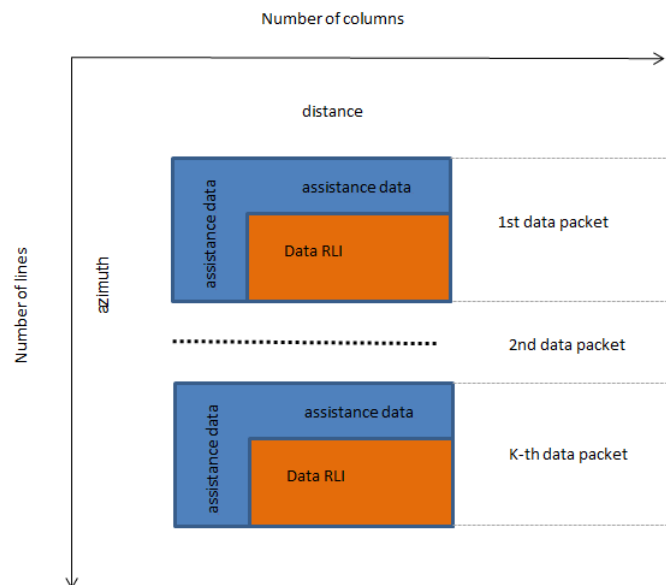 Number of columns
distance
assistance data
assistance data
Data RLI
1st data packet
Number of lines
azimuth
2nd data packet
assistance data
assistance data
Data RLI
K-th data packet